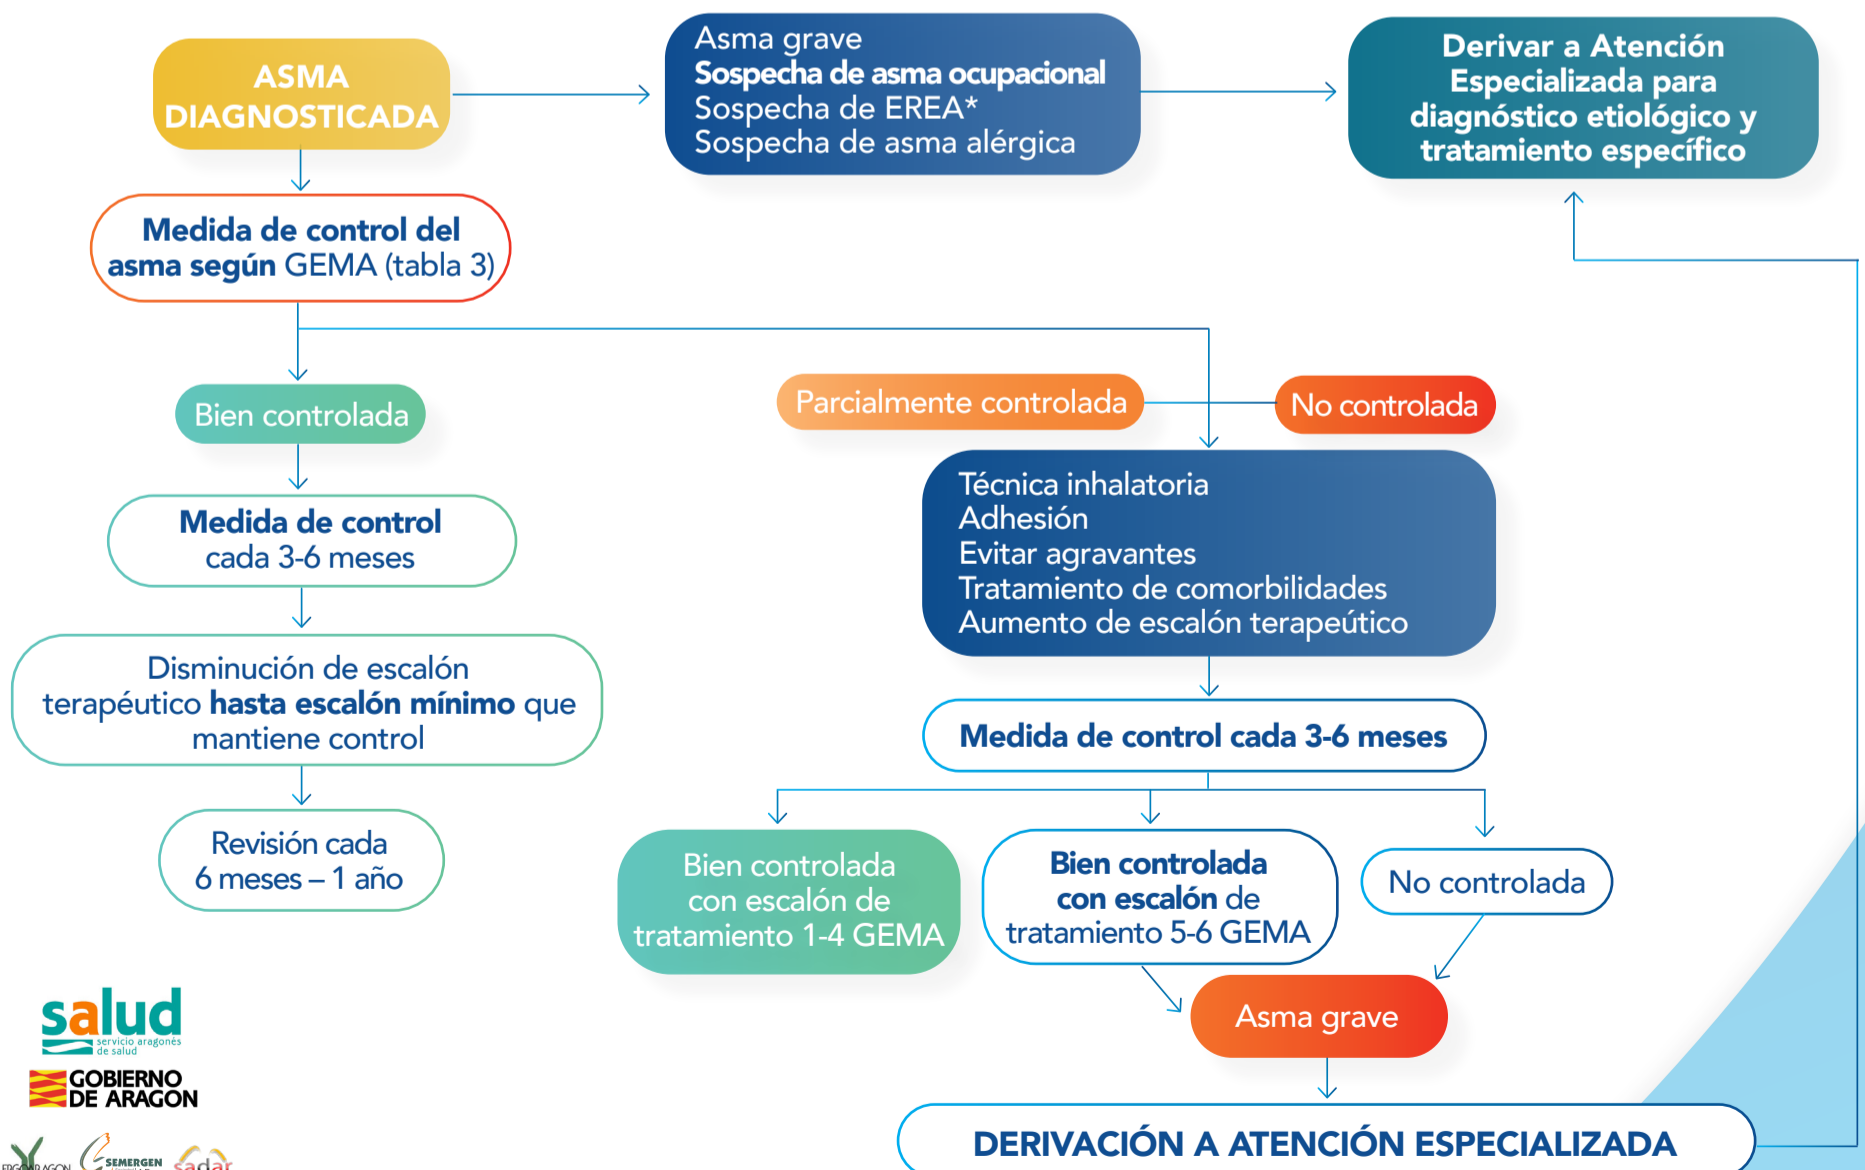 ASMA
DIAGNOSTICADA
Asma grave
Sospecha de asma ocupacional
Sospecha de EREA*
Sospecha de asma alérgica
Derivar a Atención
Especializada para
diagnóstico etiológico y
tratamiento específico
Medida de control del
asma según GEMA (tabla 3)
Bien controlada
Parcialmente controlada
No controlada
Medida de control
cada 3-6 meses
Técnica inhalatoria
Adhesión
Evitar agravantes
Tratamiento de comorbilidades
Aumento de escalón terapeútico
Disminución de escalón
terapéutico hasta escalón mínimo que
mantiene control
Medida de control cada 3-6 meses
Revisión cada
6 meses – 1 año
Bien controlada
con escalón de
tratamiento 1-4 GEMA
Bien controlada
con escalón de
tratamiento 5-6 GEMA
No controlada
Asma grave
DERIVACIÓN A ATENCIÓN ESPECIALIZADA
salud
servicio aragonés
de salud
GOBIERNO
DE ARAGON
SEMERGEN
sadar